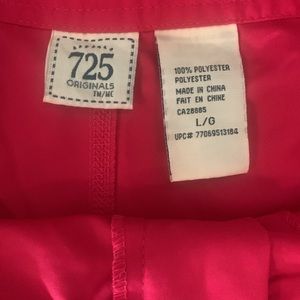 725
ORIGINALS
TM/MC
100% POLYESTER
POLYESTER
MADE IN CHINA
FAIT EN CHINE
CA28885
L/G
UPC# 77069513184